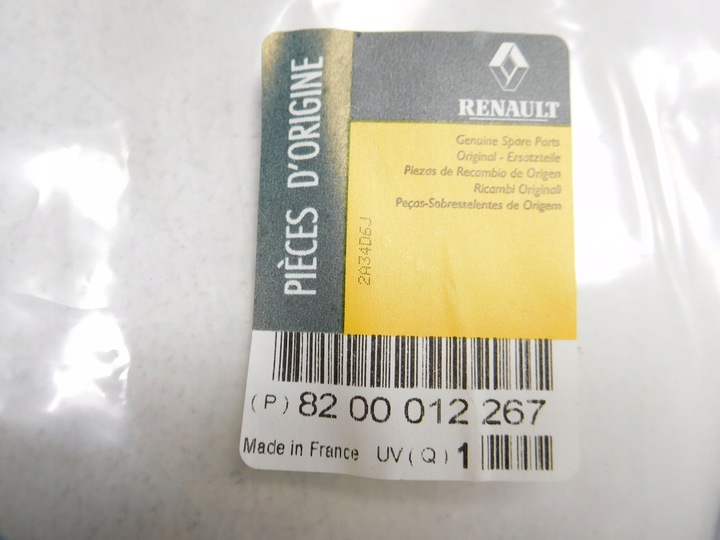 PIÈCES D'ORIGINE
RENAULT
Genuine Spare Parts
Original - Ersatzteile
Piezas de Recambio de Origen
Ricambi Originali
Peças-Sobresselentes de Origem
2A34D6J
(P) 82 00 012 267
Made in France UV (Q) 1